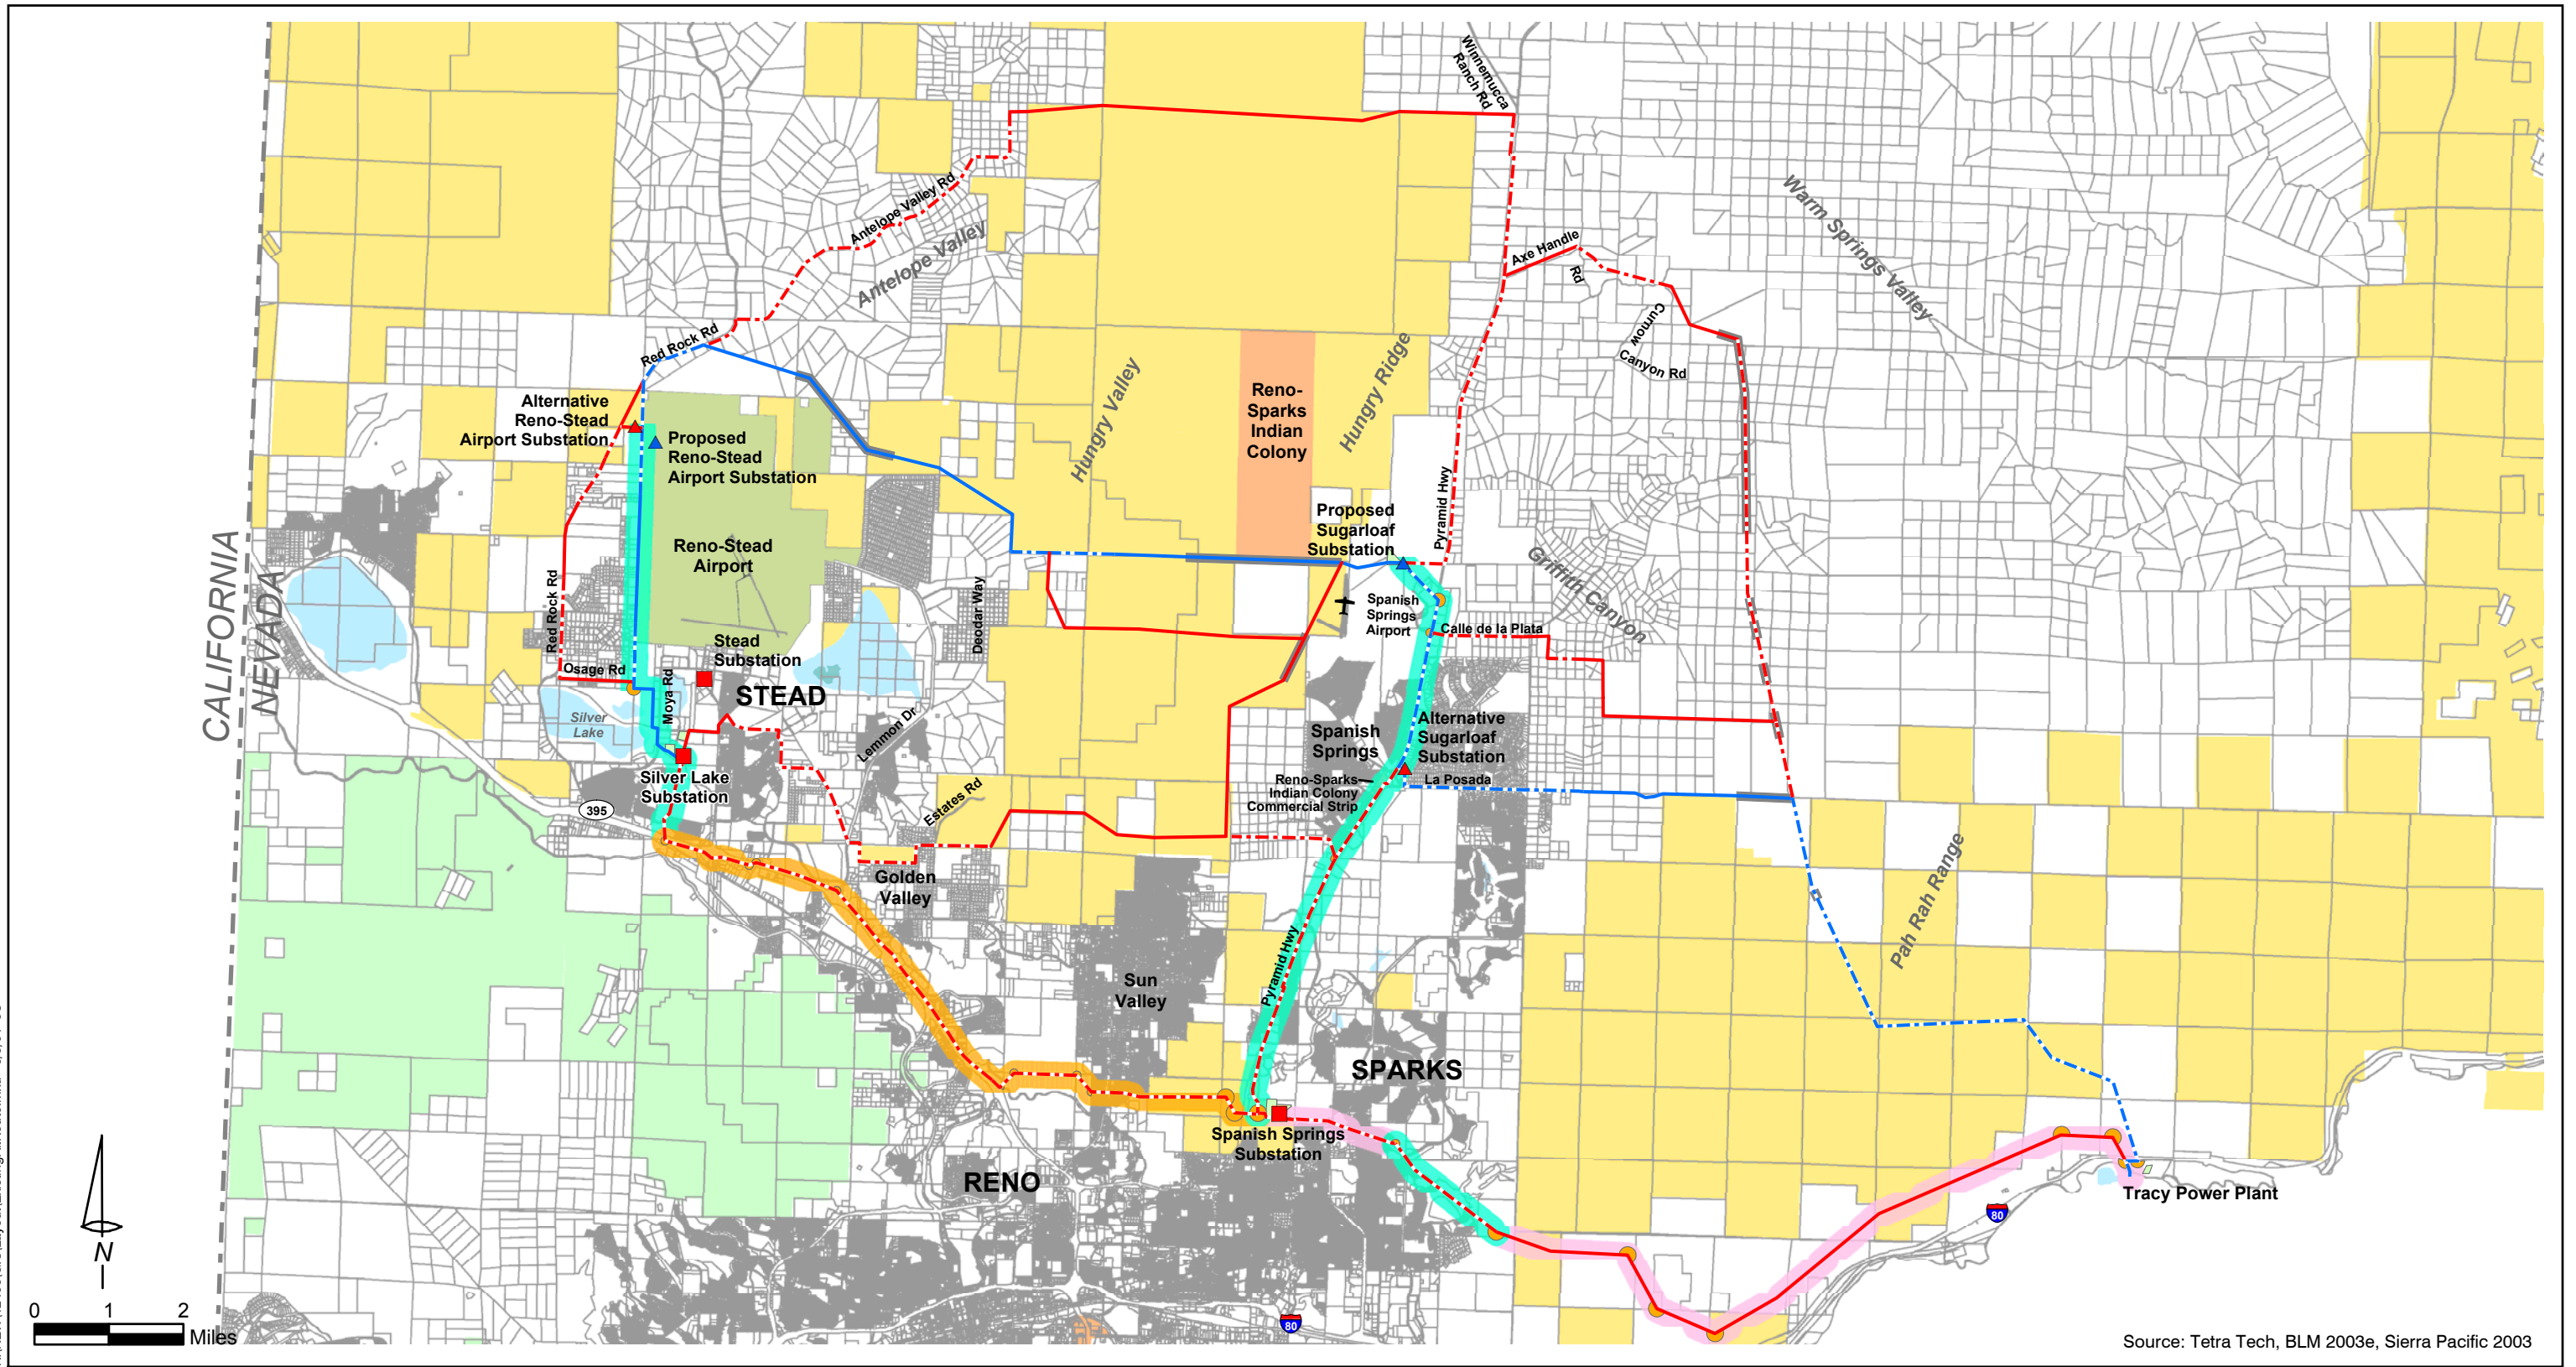 Winnemucca
Ranch Rd
Warm Springs Valley
Antelope Valley Rd
Antelope Valley
Axe Handle
Rd
Curnow
Canyon Rd
Red Rock Rd
Hungry Valley
Hungry Ridge
Reno-
Sparks
Indian
Colony
Alternative
Reno-Stead
Airport Substation
Proposed
Reno-Stead
Airport Substation
Pyramid Hwy
Proposed
Sugarloaf
Substation
Griffith Canyon
Reno-Stead
Airport
CALIFORNIA
NEVADA
Red Rock Rd
Deodar Way
Spanish
Springs
Airport
Calle de la Plata
Stead
Substation
Osage Rd
Moya Rd
STEAD
Silver
Lake
Lemmon Dr
Spanish
Springs
Alternative
Sugarloaf
Substation
Silver Lake
Substation
Reno-Sparks
Indian Colony
Commercial Strip
La Posada
395
Estates Rd
Golden
Valley
Pah Rah Range
Sun
Valley
Pyramid Hwy
SPARKS
Spanish Springs
Substation
RENO
Tracy Power Plant
80
80
N
0 1 2
Miles
Source: Tetra Tech, BLM 2003e, Sierra Pacific 2003